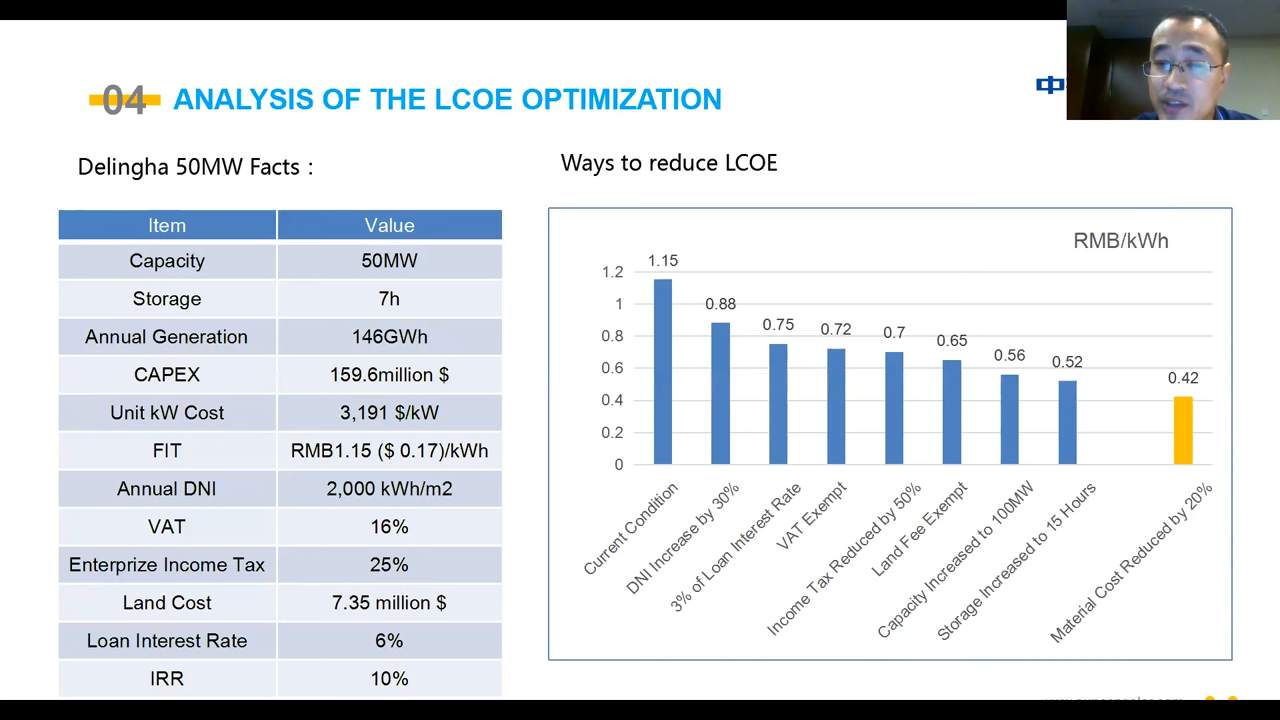 04 ANALYSIS OF THE LCOE OPTIMIZATION
中
Delingha 50MW Facts :
Item Value
Capacity 50MW
Storage 7h
Annual Generation 146GWh
CAPEX 159.6million $
Unit kW Cost 3,191 $/kW
FIT RMB1.15 ($ 0.17)/kWh
Annual DNI 2,000 kWh/m2
VAT 16%
Enterprize Income Tax 25%
Land Cost 7.35 million $
Loan Interest Rate 6%
IRR 10%
Ways to reduce LCOE
RMB/kWh
1.2
1
0.8
0.6
0.4
0.2
0
1.15
0.88
0.75
0.72
0.7
0.65
0.56
0.52
0.42
Current Condition
DNI Increase by 30%
3% of Loan Interest Rate
VAT Exempt
Income Tax Reduced by 50%
Land Fee Exempt
Capacity Increased to 100MW
Storage Increased to 15 Hours
Material Cost Reduced by 20%